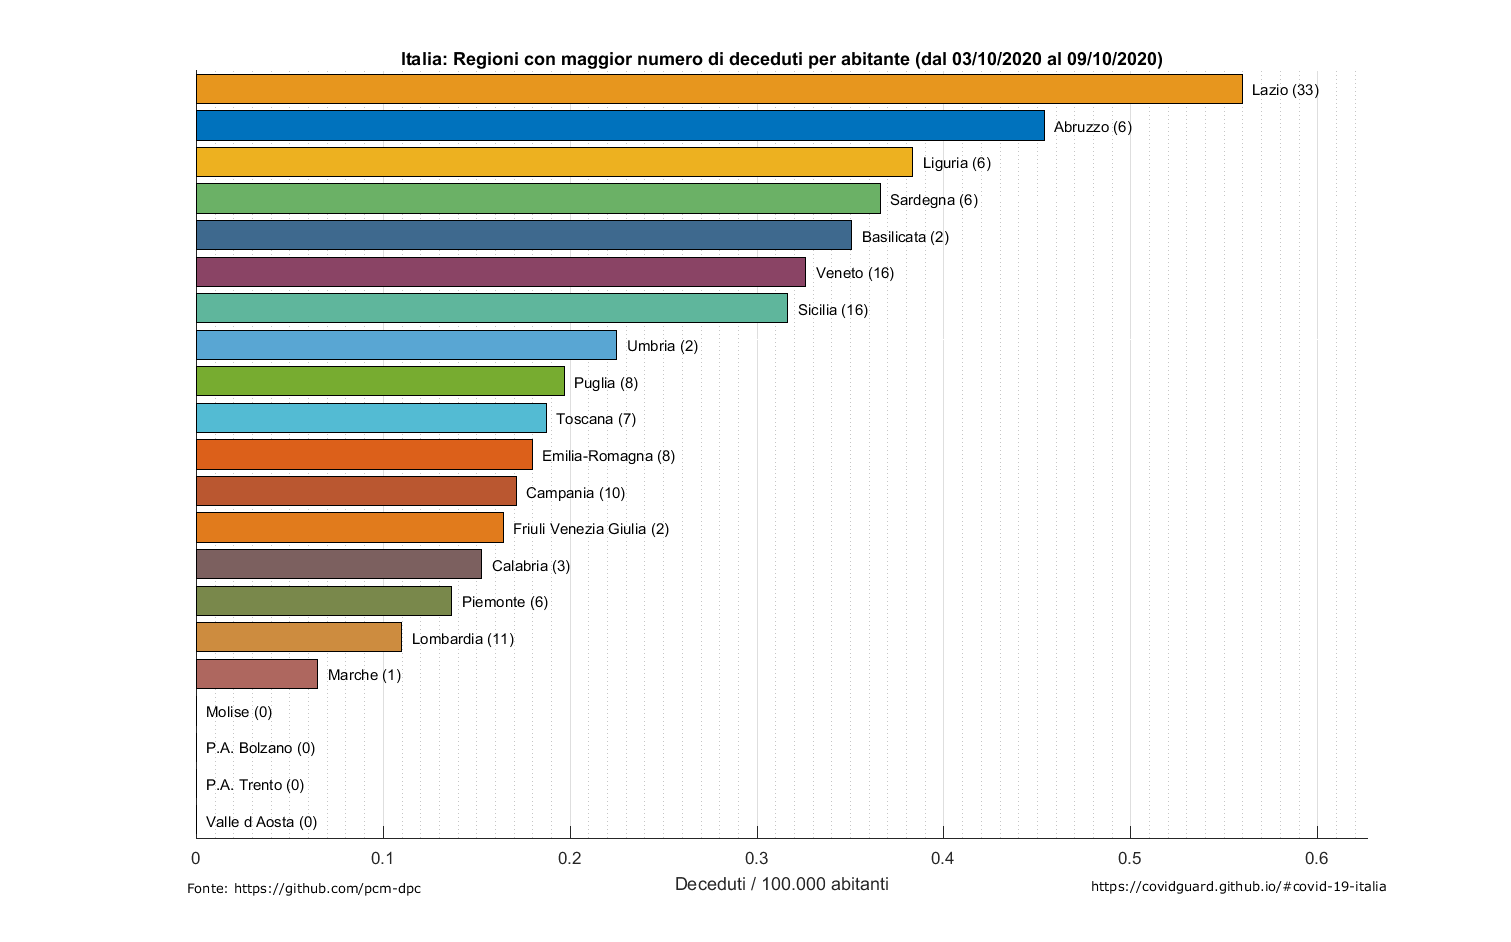 Italia: Regioni con maggior numero di deceduti per abitante (dal 03/10/2020 al 09/10/2020)
Lazio (33)
Abruzzo (6)
Liguria (6)
Sardegna (6)
Basilicata (2)
Veneto (16)
Sicilia (16)
Umbria (2)
Puglia (8)
Toscana (7)
Emilia-Romagna (8)
Campania (10)
Friuli Venezia Giulia (2)
Calabria (3)
Piemonte (6)
Lombardia (11)
Marche (1)
Molise (0)
P.A. Bolzano (0)
P.A. Trento (0)
Valle d Aosta (0)
0 0.1 0.2 0.3 0.4 0.5 0.6
Deceduti / 100.000 abitanti
Fonte: https://github.com/pcm-dpc
https://covidguard.github.io/#covid-19-italia